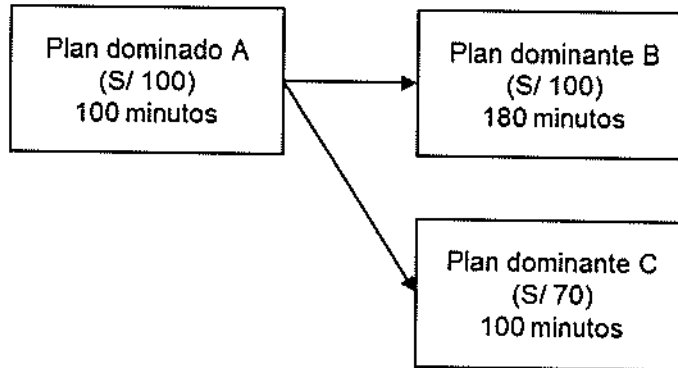 Plan dominado A
(S/ 100)
100 minutos
Plan dominante B
(S/ 100)
180 minutos
Plan dominante C
(S/ 70)
100 minutos